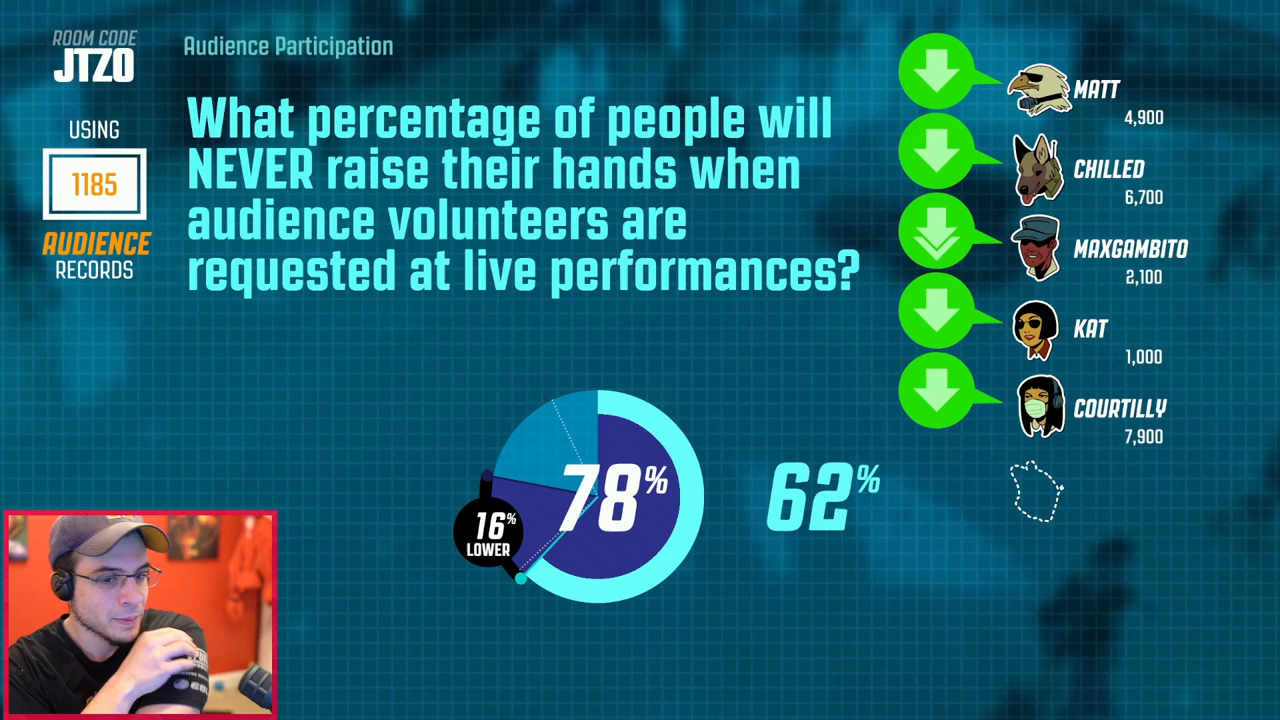 ROOM CODE
JTZO
Audience Participation
What percentage of people will
NEVER raise their hands when
audience volunteers are
requested at live performances?
USING
1185
AUDIENCE
RECORDS
MATT
4,900
CHILLED
6,700
MAXGAMBITO
2,100
KAT
1,000
COURTILLY
7,900
78%
62%
16%
LOWER